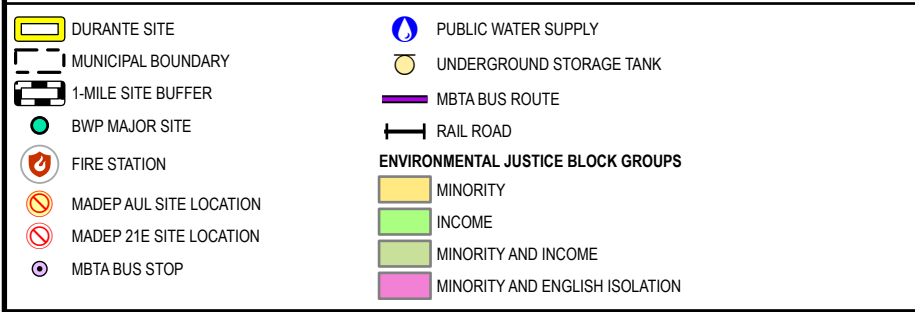 DURANTE SITE
MUNICIPAL BOUNDARY
1-MILE SITE BUFFER
BWP MAJOR SITE
FIRE STATION
MADEP AUL SITE LOCATION
MADEP 21E SITE LOCATION
MBTA BUS STOP
PUBLIC WATER SUPPLY
UNDERGROUND STORAGE TANK
MBTA BUS ROUTE
RAIL ROAD
ENVIRONMENTAL JUSTICE BLOCK GROUPS
MINORITY
INCOME
MINORITY AND INCOME
MINORITY AND ENGLISH ISOLATION